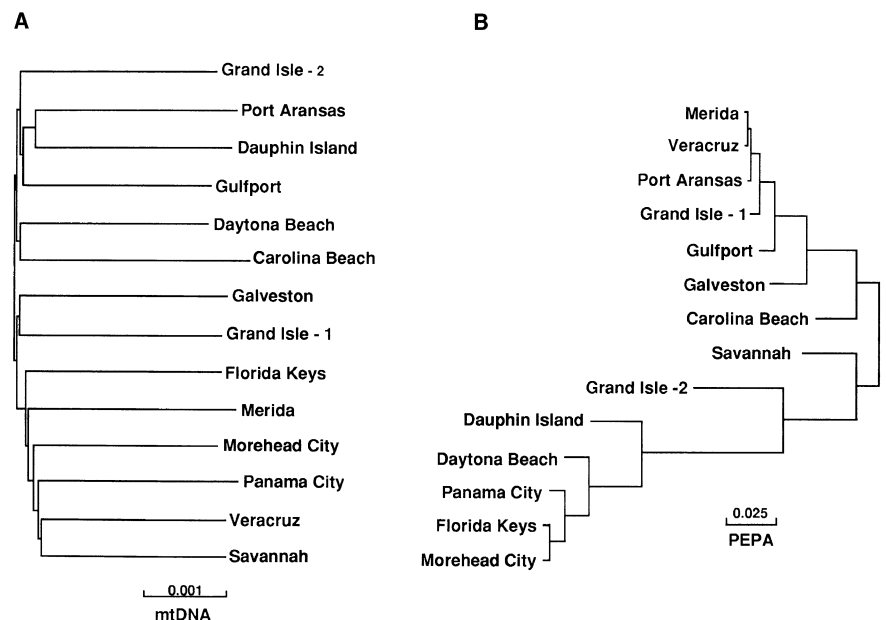 A
Grand Isle - 2
Port Aransas
Dauphin Island
Gulfport
Daytona Beach
Carolina Beach
Galveston
Grand Isle - 1
Florida Keys
Merida
Morehead City
Panama City
Veracruz
Savannah
0.001
mtDNA
B
Merida
Veracruz
Port Aransas
Grand Isle - 1
Gulfport
Galveston
Carolina Beach
Savannah
Grand Isle -2
Dauphin Island
Daytona Beach
Panama City
Florida Keys
Morehead City
0.025
PEPA